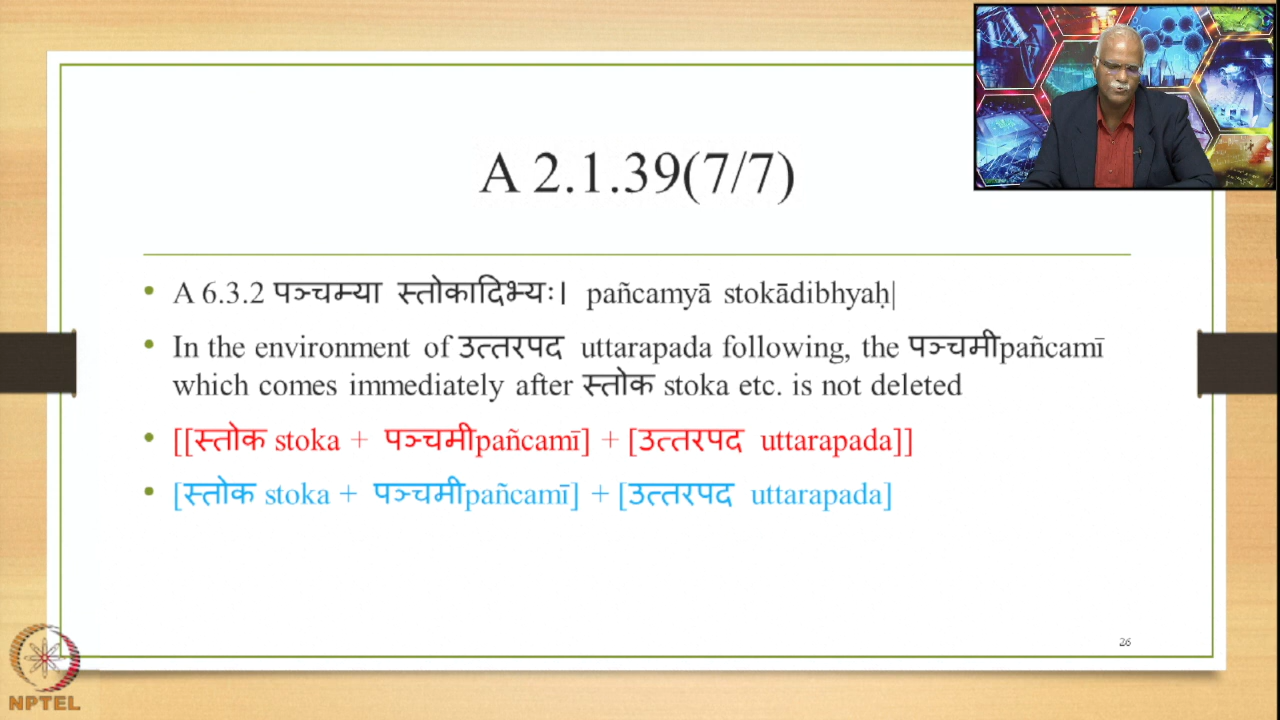 A 2.1.39(7/7)
• A 6.3.2 पञ्चम्या स्तोकादिभ्यः। pañcamyā stokādibhyaḥ|
• In the environment of उत्तरपद uttarapada following, the पञ्चमीpañcamī
which comes immediately after स्तोक stoka etc. is not deleted
• [[स्तोक stoka + पञ्चमीpañcamī] + [उत्तरपद uttarapada]]
• [स्तोक stoka + पञ्चमीpañcamī] + [उत्तरपद uttarapada]
26
NPTEL